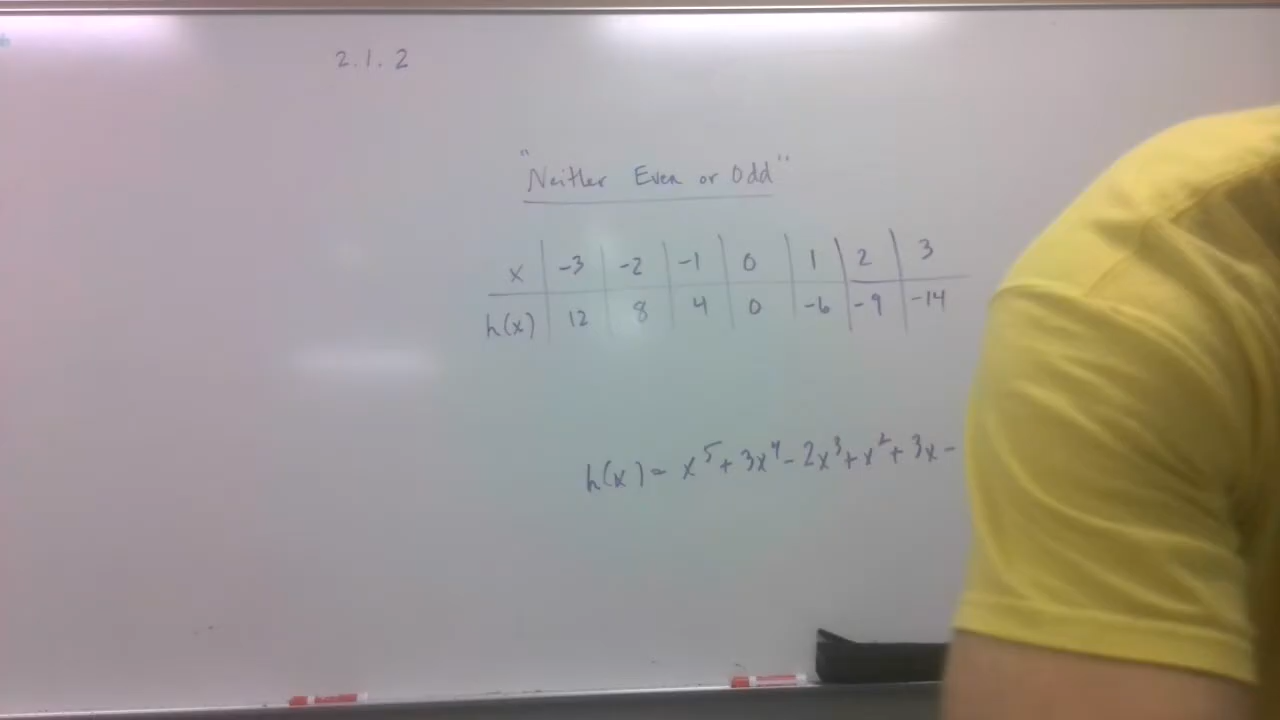 2.1.2
"Neither Even or Odd"
x -3 -2 -1 0 1 2 3
h(x) 12 8 4 0 -6 -9 -14
h(x) = x⁵ + 3x⁴ - 2x³ + x² + 3x -